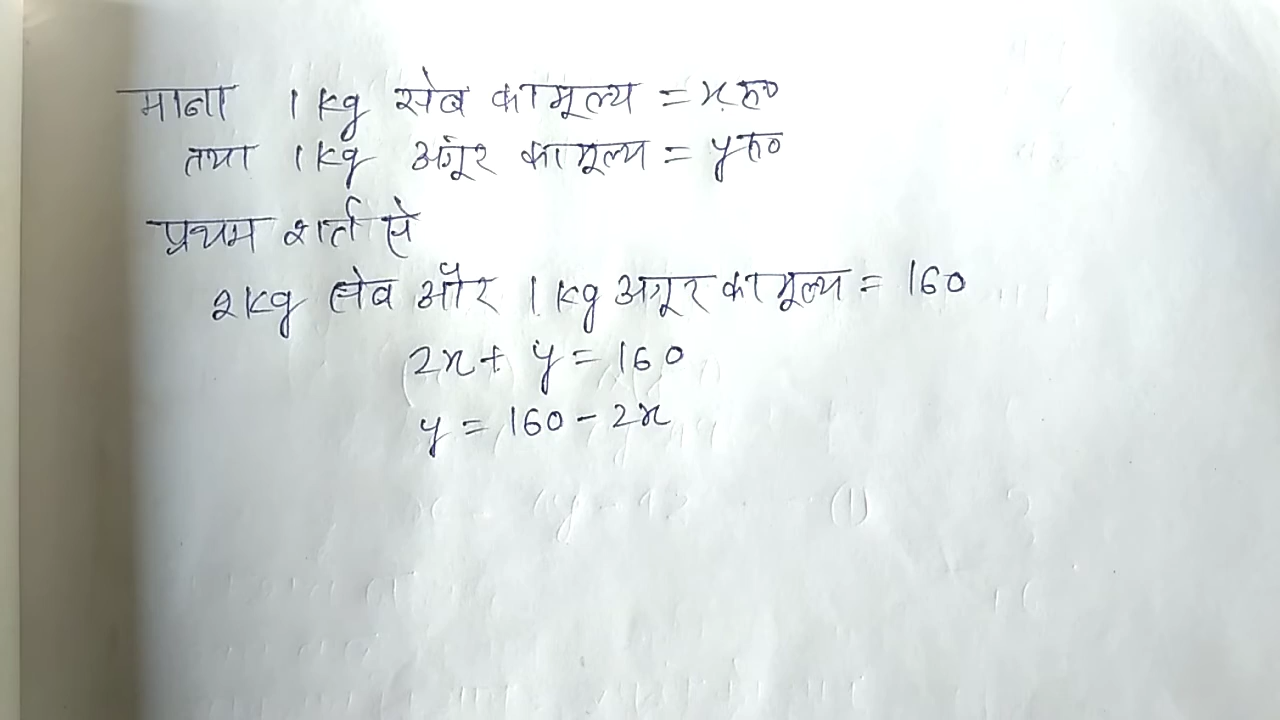 माना 1 kg सेब का मूल्य = x रु०
तथा 1 kg अंगूर का मूल्य = y रु०
प्रथम शर्त से
2 kg सेब और 1 kg अंगूर का मूल्य = 160
2x + y = 160
y = 160 - 2x